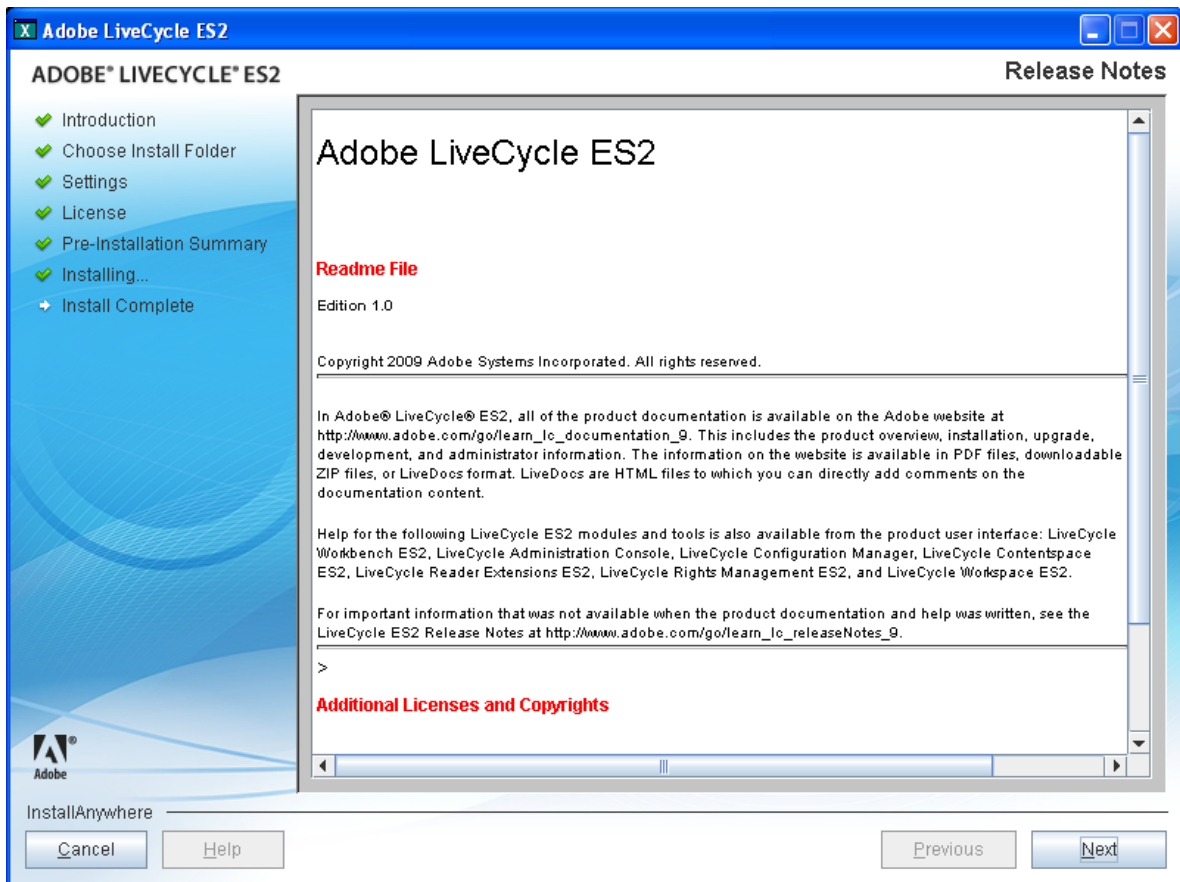 Adobe LiveCycle ES2
ADOBE® LIVECYCLE® ES2
Release Notes
Introduction
Choose Install Folder
Settings
License
Pre-Installation Summary
Installing...
Install Complete
Adobe LiveCycle ES2
Readme File
Edition 1.0
Copyright 2009 Adobe Systems Incorporated. All rights reserved.
In Adobe® LiveCycle® ES2, all of the product documentation is available on the Adobe website at
http://www.adobe.com/go/learn_lc_documentation_9. This includes the product overview, installation, upgrade,
development, and administrator information. The information on the website is available in PDF files, downloadable
ZIP files, or LiveDocs format. LiveDocs are HTML files to which you can directly add comments on the
documentation content.
Help for the following LiveCycle ES2 modules and tools is also available from the product user interface: LiveCycle
Workbench ES2, LiveCycle Administration Console, LiveCycle Configuration Manager, LiveCycle Contentspace
ES2, LiveCycle Reader Extensions ES2, LiveCycle Rights Management ES2, and LiveCycle Workspace ES2.
For important information that was not available when the product documentation and help was written, see the
LiveCycle ES2 Release Notes at http://www.adobe.com/go/learn_lc_releaseNotes_9.
>
Additional Licenses and Copyrights
Adobe
InstallAnywhere
Cancel
Help
Previous
Next